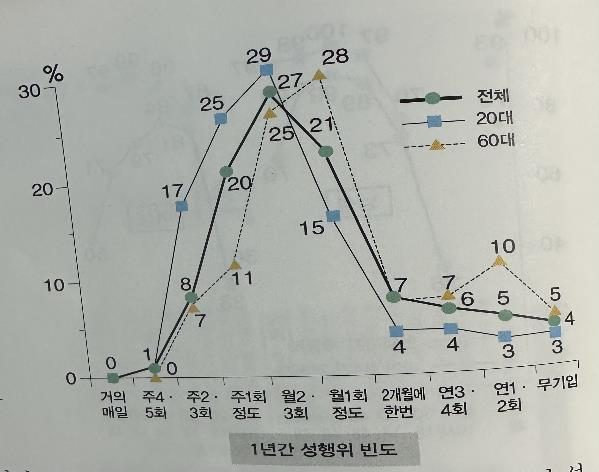 %
30
20
10
0
29
28
27
25
25
21
20
17
15
11
8
7
1
0
0
7
4
7
6
4
10
5
3
5
4
3
전체
20대
60대
거의 매일
주4· 5회
주2· 3회
주1회 정도
월2· 3회
월1회 정도
2개월에 한번
연3· 4회
연1· 2회
무기입
1년간 성행위 빈도